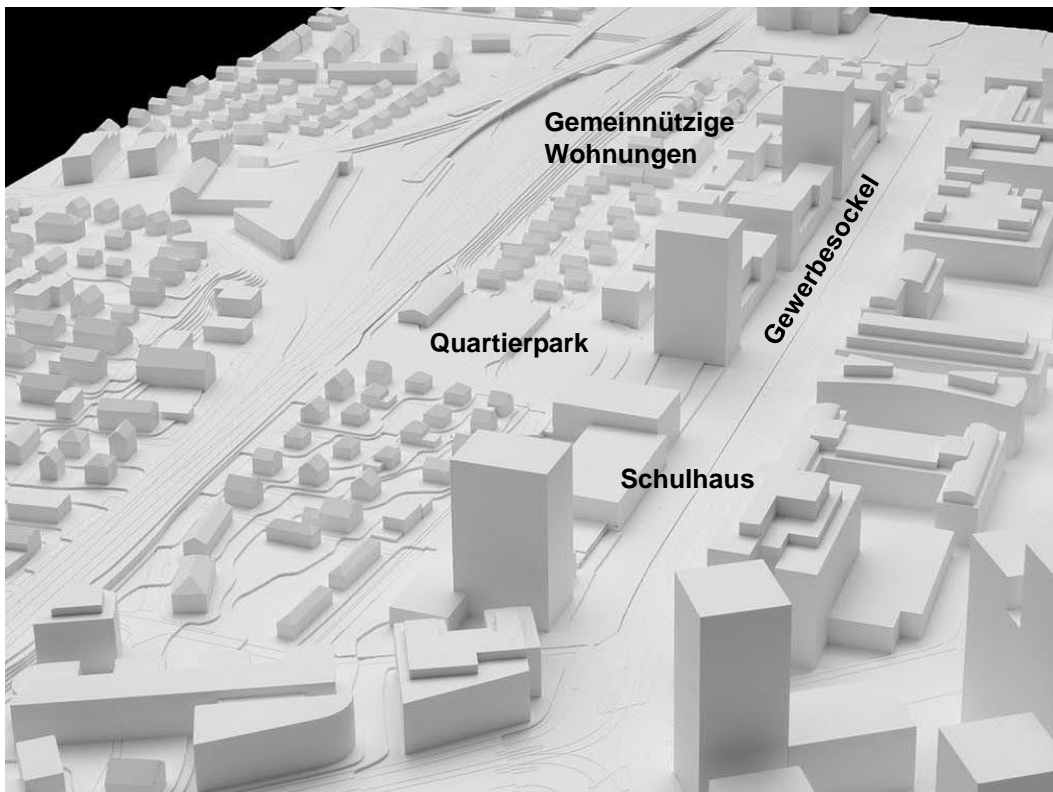 Gemeinnützige
Wohnungen
Gewerbesockel
Quartierpark
Schulhaus